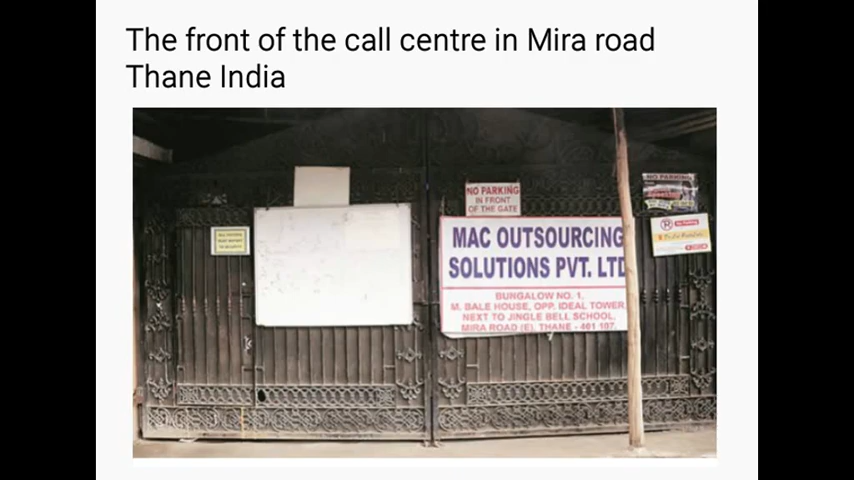 The front of the call centre in Mira road
Thane India
NO PARKING
IN FRONT
OF THE GATE
MAC OUTSOURCING
SOLUTIONS PVT. LTD
BUNGALOW NO. 1,
M. BALE HOUSE, OPP. IDEAL TOWER,
NEXT TO JINGLE BELL SCHOOL,
MIRA ROAD (E), THANE - 401 107.
NO PARKING